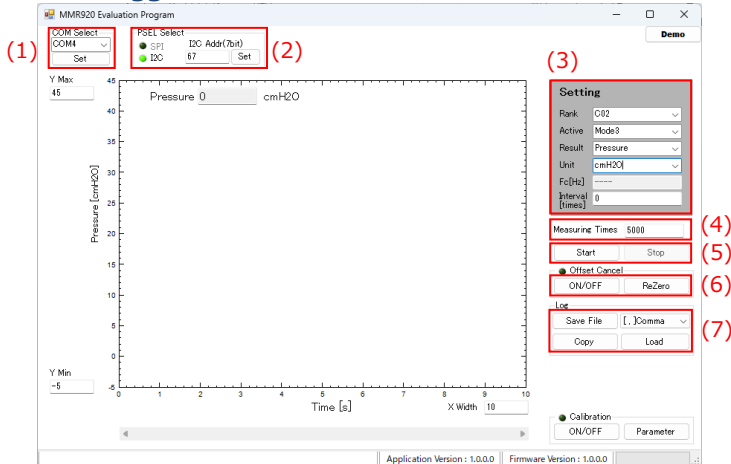 MMR920 Evaluation Program
COM Select
COM4
Set
(1)
PSEL Select
SPI
I2C
I2C Addr(7bit)
67
Set
(2)
Demo
Y Max
45
Pressure 0 cmH2O
45
40
35
30
25
20
15
10
5
0
-5
Pressure [cmH2O]
Y Min
-5
0 1 2 3 4 5 6 7 8 9 10
Time [s]
X Width 10
(3)
Setting
Rank C02
Active Mode3
Result Pressure
Unit cmH2O
Fc[Hz] ----
Interval [times] 0
Measuring Times 5000
(4)
Start Stop
(5)
Offset Cancel
ON/OFF ReZero
(6)
Log
Save File [,]Comma
Copy Load
(7)
Calibration
ON/OFF Parameter
Application Version : 1.0.0.0 Firmware Version : 1.0.0.0